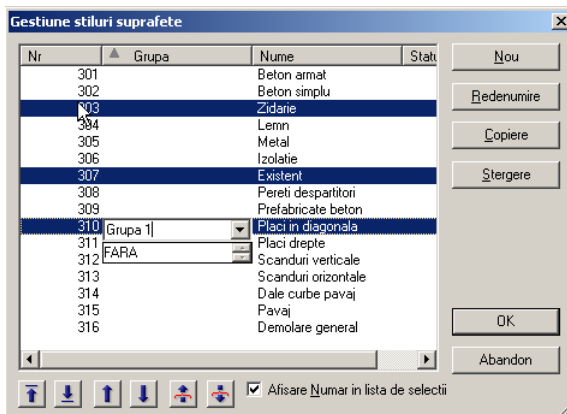 Gestiune stiluri suprafete
Nr Grupa Nume Statu
301 Beton armat
302 Beton simplu
303 Zidarie
304 Lemn
305 Metal
306 Izolatie
307 Existent
308 Pereti despartitori
309 Prefabricate beton
310 Grupa 1 Placi in diagonala
311 FARA Placi drepte
312 Scanduri verticale
313 Scanduri orizontale
314 Dale curbe pavaj
315 Pavaj
316 Demolare general
Nou
Redenumire
Copiere
Stergere
OK
Abandon
Afisare Numar in lista de selectii